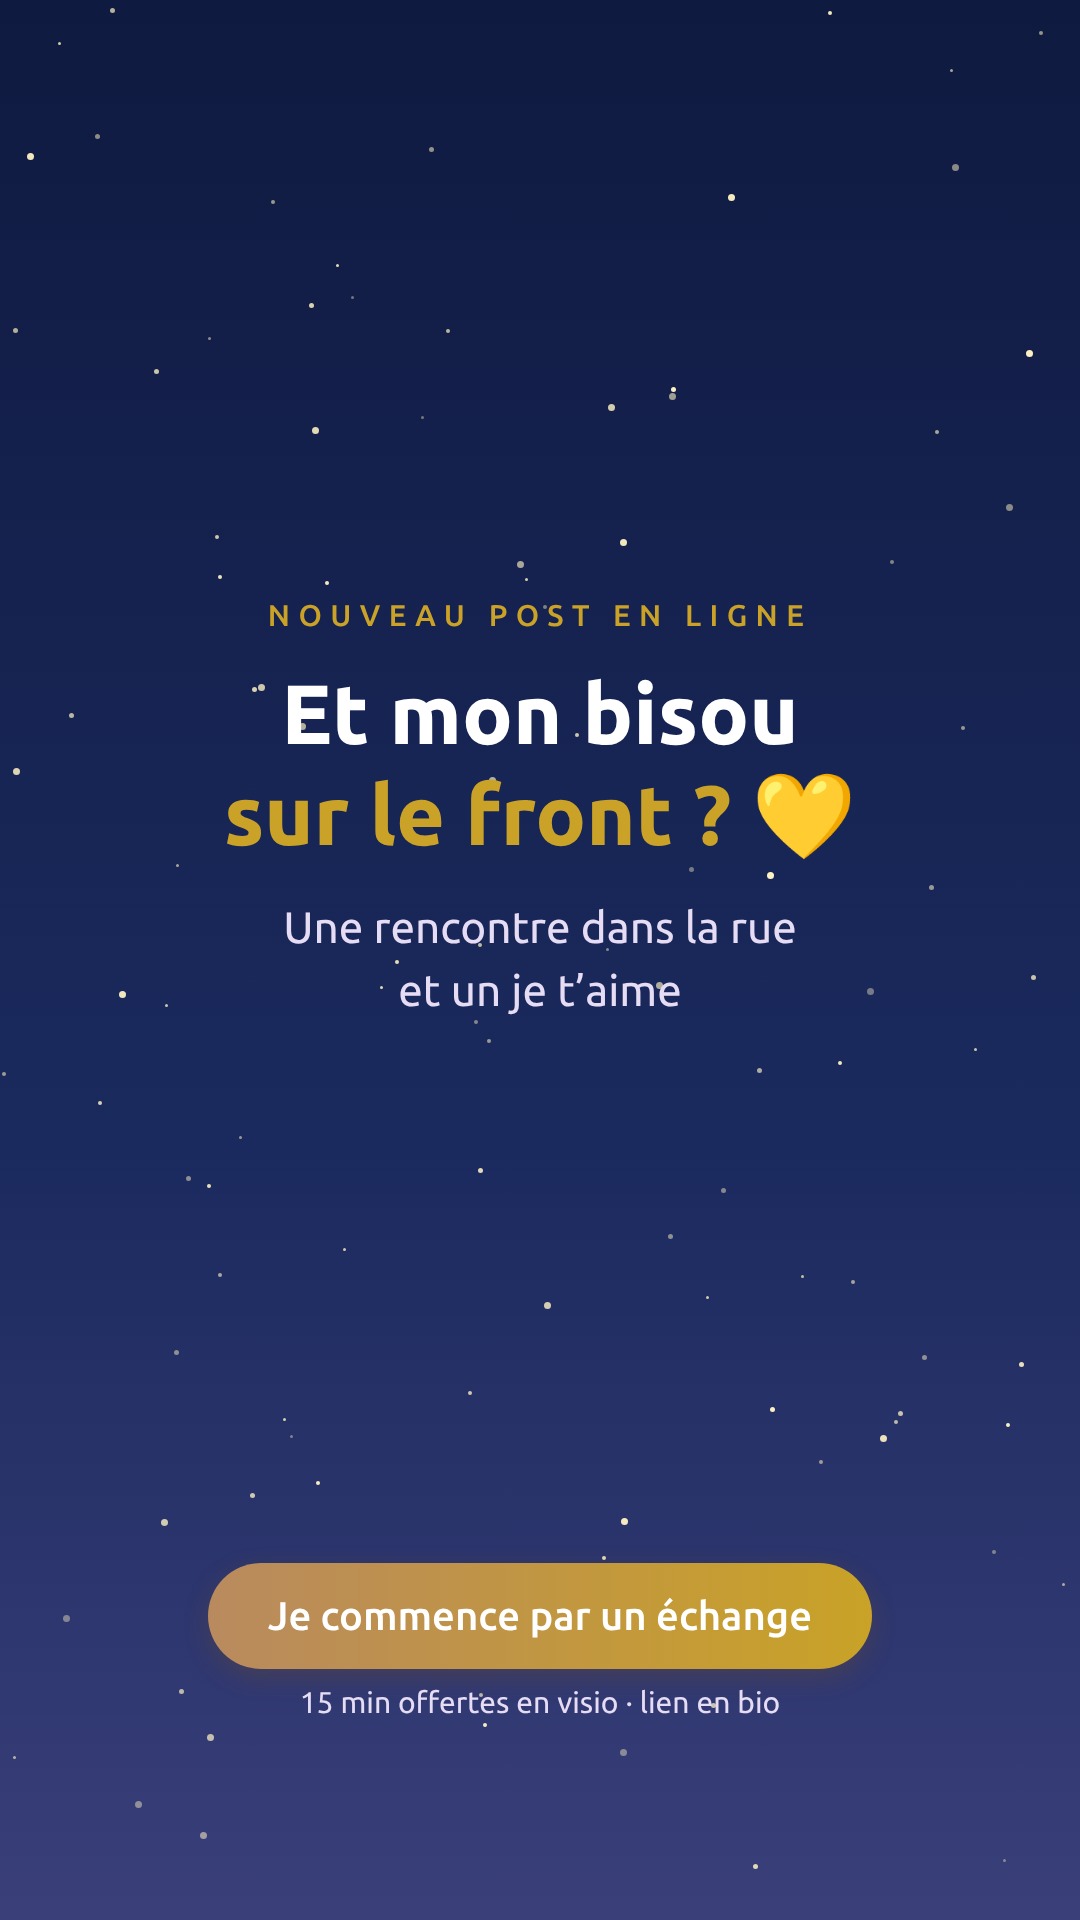 NOUVEAU POST EN LIGNE
Et mon bisou
sur le front ? 💛
Une rencontre dans la rue
et un je t’aime
Je commence par un échange
15 min offertes en visio · lien en bio